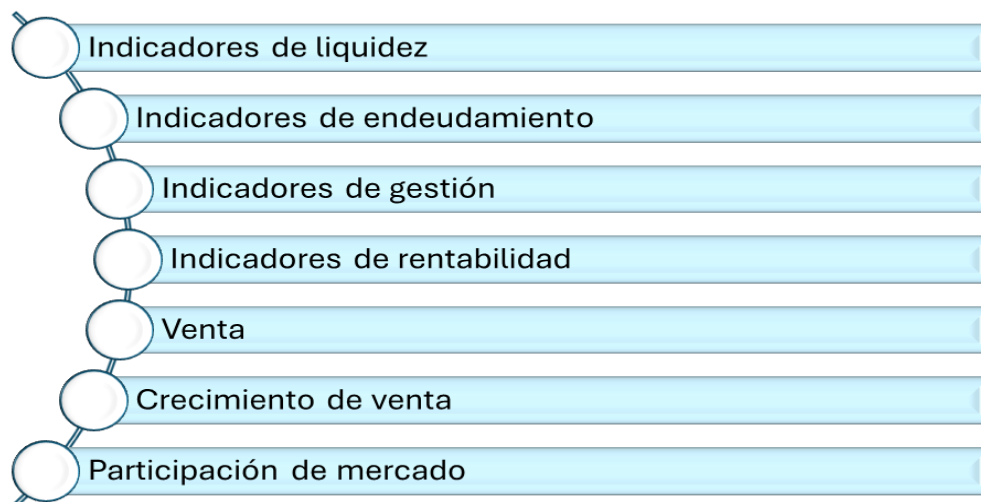 Indicadores de liquidez
Indicadores de endeudamiento
Indicadores de gestión
Indicadores de rentabilidad
Venta
Crecimiento de venta
Participación de mercado